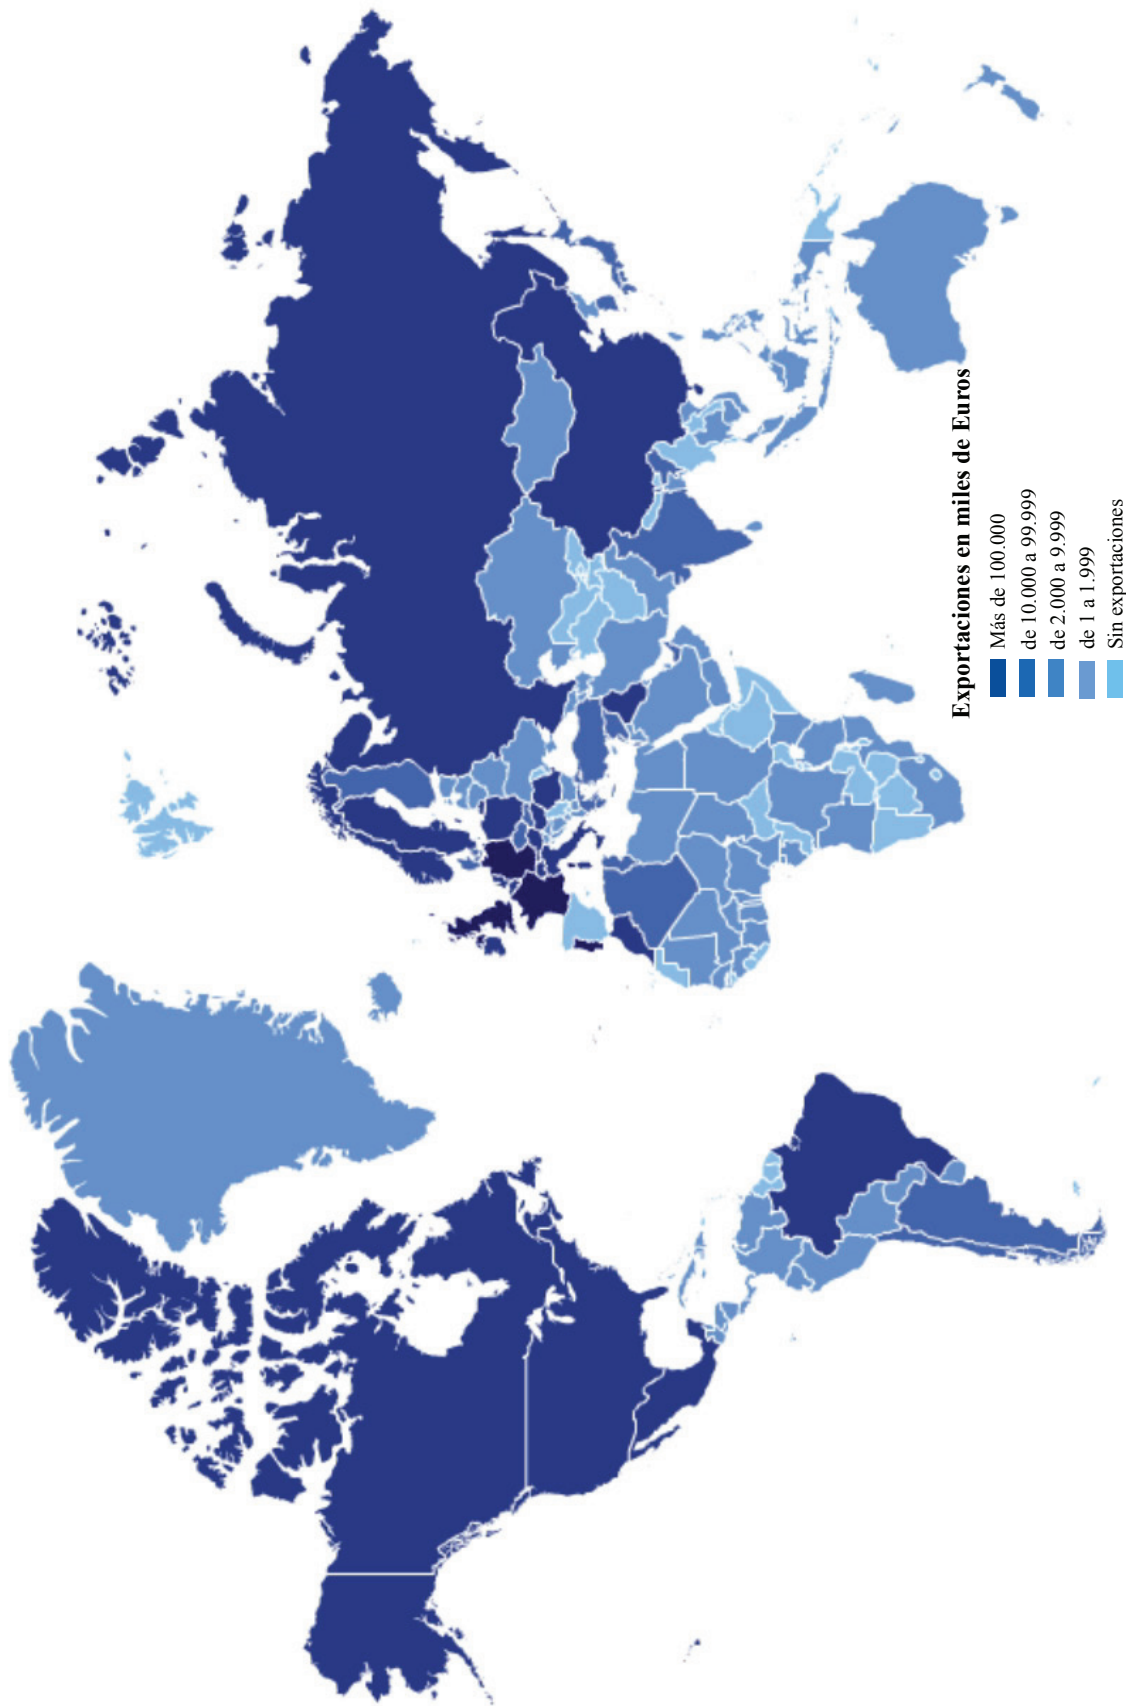 Exportaciones en miles de Euros
Más de 100.000
de 10.000 a 99.999
de 2.000 a 9.999
de 1 a 1.999
Sin exportaciones